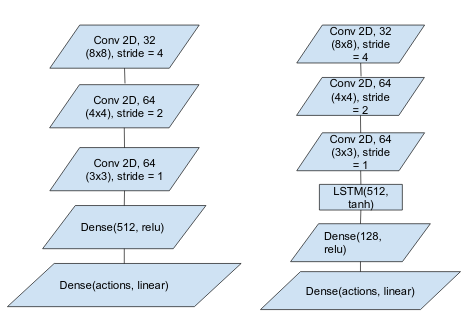 Conv 2D, 32
(8x8), stride = 4
Conv 2D, 64
(4x4), stride = 2
Conv 2D, 64
(3x3), stride = 1
Dense(512, relu)
Dense(actions, linear)
Conv 2D, 32
(8x8), stride
= 4
Conv 2D, 64
(4x4), stride
= 2
Conv 2D, 64
(3x3), stride
= 1
LSTM(512,
tanh)
Dense(128,
relu)
Dense(actions, linear)